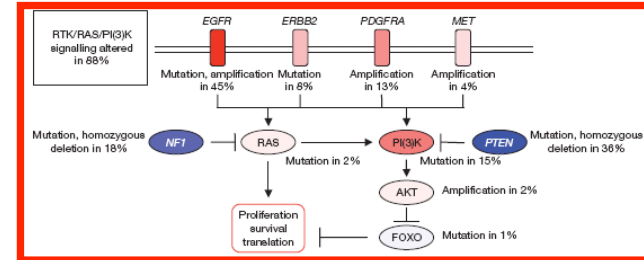 EGFR
ERBB2
PDGFRA
MET
RTK/RAS/PI(3)K
signalling altered
in 88%
Mutation, amplification
in 45%
Mutation
in 8%
Amplification
in 13%
Amplification
in 4%
Mutation, homozygous
deletion in 18%
NF1
RAS
PI(3)K
PTEN
Mutation, homozygous
deletion in 36%
Mutation in 2%
Mutation in 15%
AKT
Amplification in 2%
Proliferation
survival
translation
FOXO
Mutation in 1%